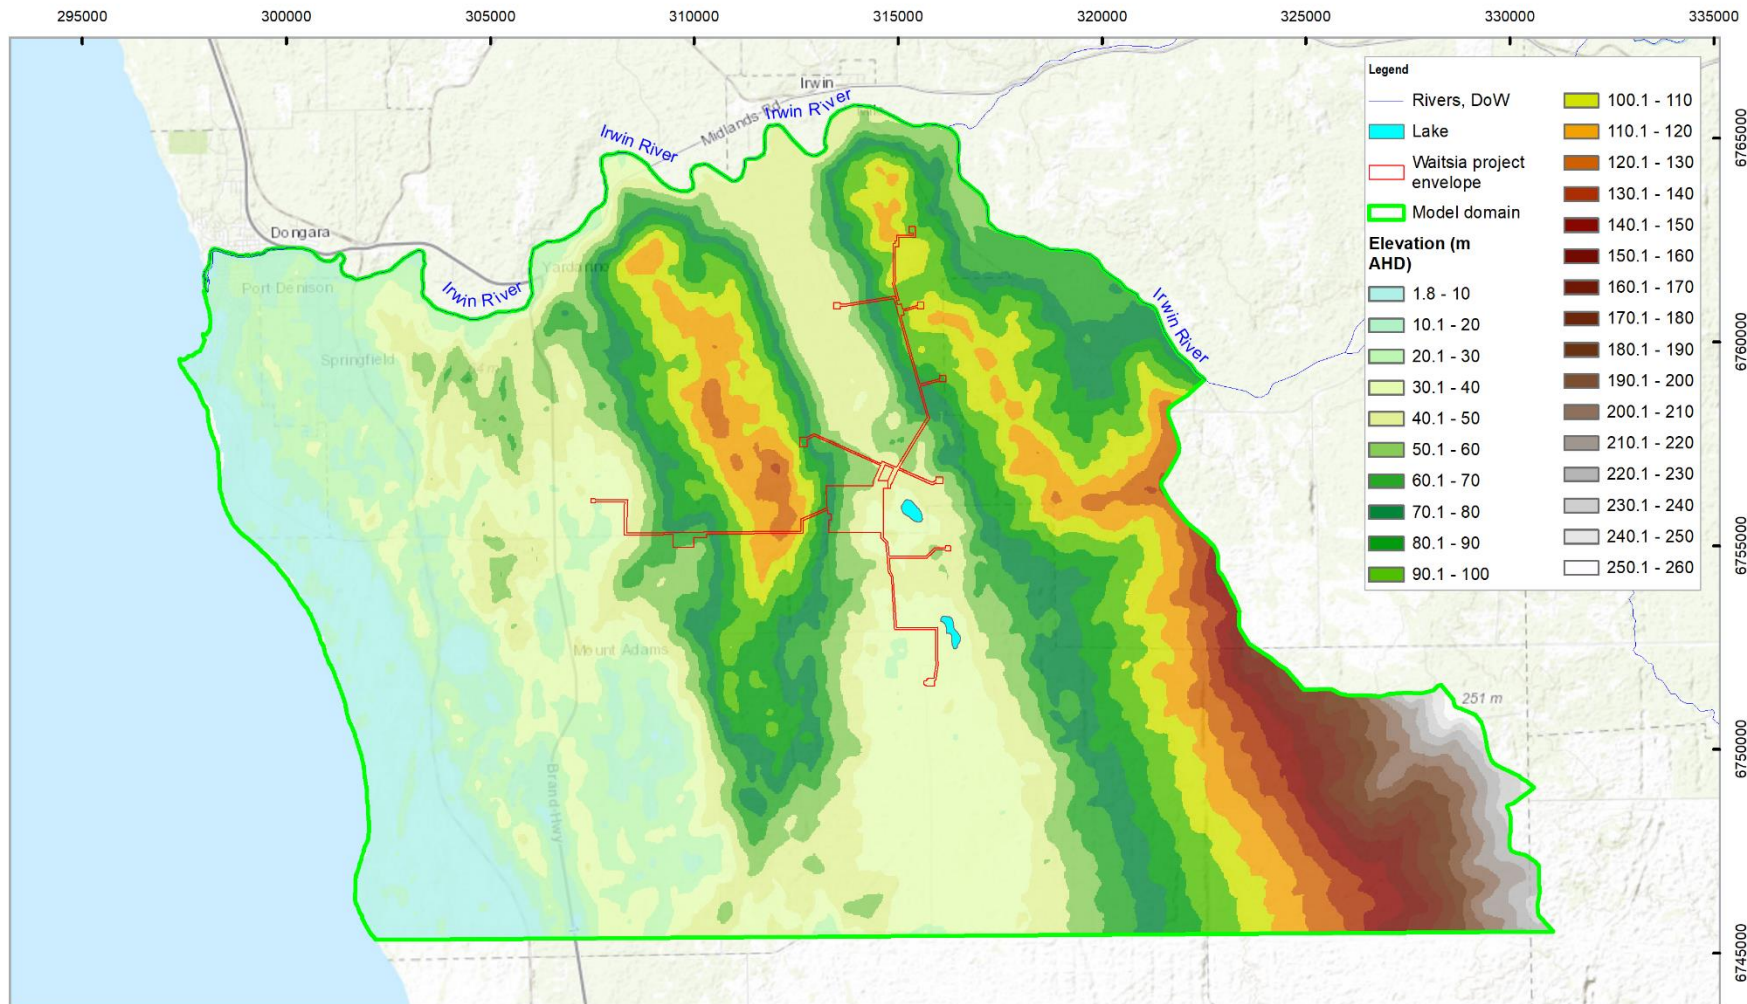 295000
300000
305000
310000
315000
320000
325000
330000
335000
Legend
Rivers, DoW
Lake
Waitsia project
envelope
Model domain
Elevation (m
AHD)
1.8 - 10
10.1 - 20
20.1 - 30
30.1 - 40
40.1 - 50
50.1 - 60
60.1 - 70
70.1 - 80
80.1 - 90
90.1 - 100
100.1 - 110
110.1 - 120
120.1 - 130
130.1 - 140
140.1 - 150
150.1 - 160
160.1 - 170
170.1 - 180
180.1 - 190
190.1 - 200
200.1 - 210
210.1 - 220
220.1 - 230
230.1 - 240
240.1 - 250
250.1 - 260
Irwin
Irwin River
Midlands Rd
Irwin River
Dongara
Yardarino
Port Denison
Irwin River
Irwin River
Springfield
Mount Adams
251 m
Brand Hwy
6765000
6760000
6755000
6750000
6745000